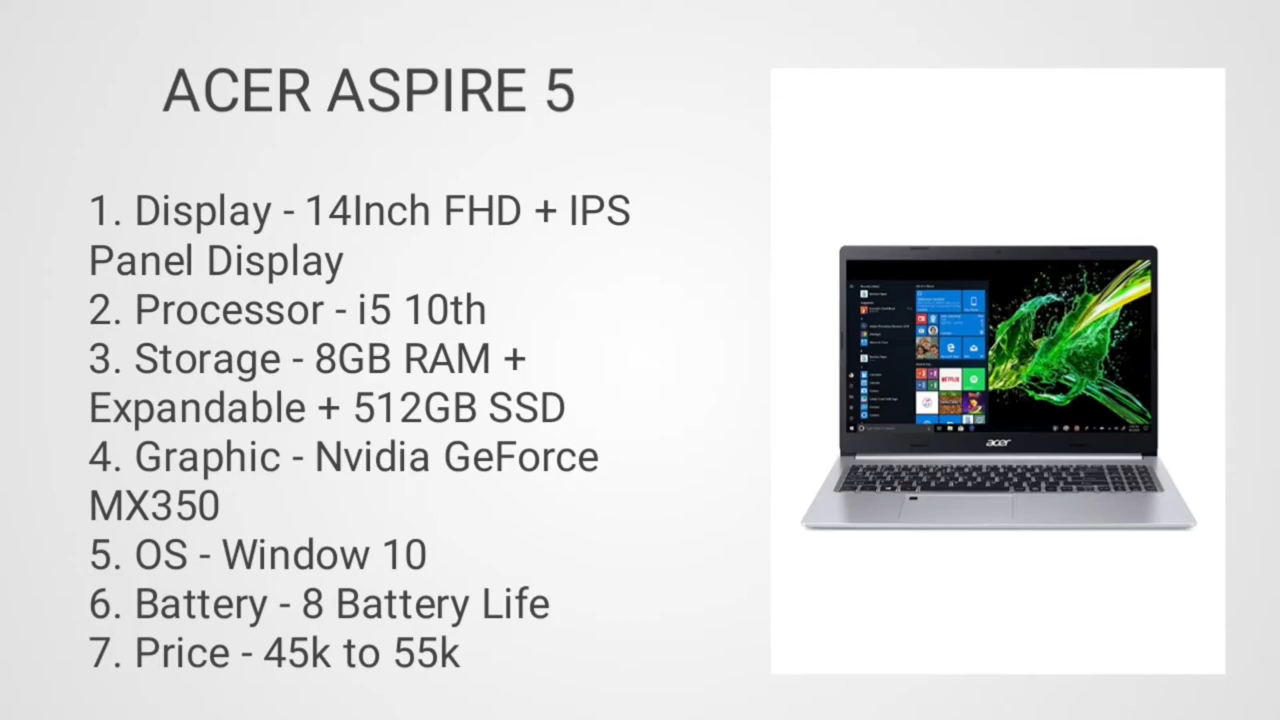 ACER ASPIRE 5
1. Display - 14Inch FHD + IPS
Panel Display
2. Processor - i5 10th
3. Storage - 8GB RAM +
Expandable + 512GB SSD
4. Graphic - Nvidia GeForce
MX350
5. OS - Window 10
6. Battery - 8 Battery Life
7. Price - 45k to 55k
NETFLIX
acer